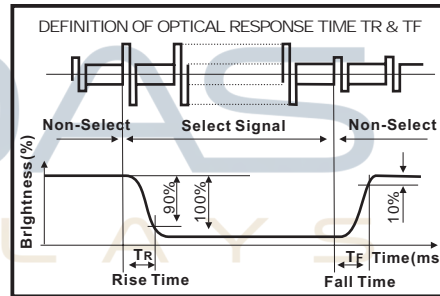 DEFINITION OF OPTICAL RESPONSE TIME TR & TF
Non-Select Select Signal Non-Select
Brightness(%)
90%
100%
10%
TR TF Time(ms
Rise Time Fall Time
LAYS